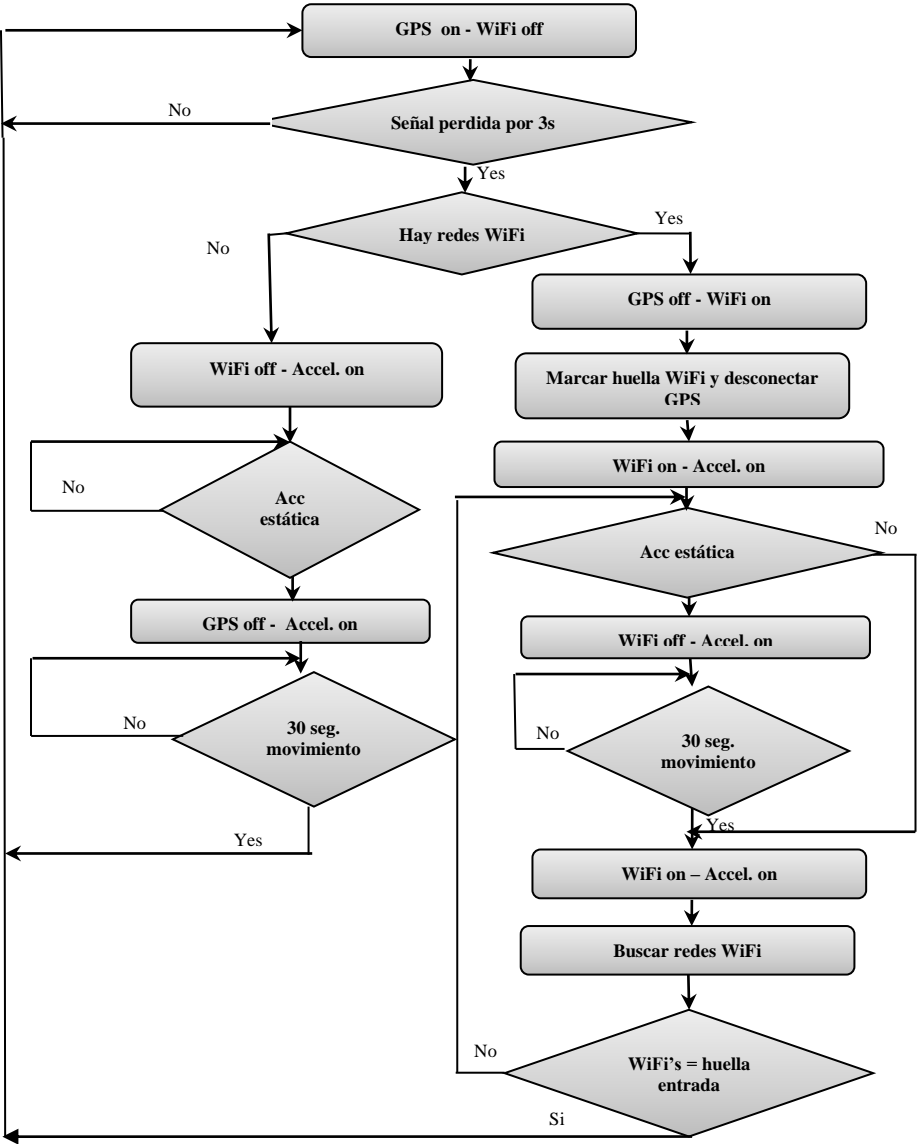 GPS on - WiFi off
No
Señal perdida por 3s
Yes
Hay redes WiFi
Yes
No
GPS off - WiFi on
WiFi off - Accel. on
Marcar huella WiFi y desconectar
GPS
WiFi on - Accel. on
No
Acc
estática
No
Acc estática
GPS off - Accel. on
WiFi off - Accel. on
No
30 seg.
movimiento
No
30 seg.
movimiento
Yes
Yes
WiFi on – Accel. on
Buscar redes WiFi
No
WiFi's = huella
entrada
Si